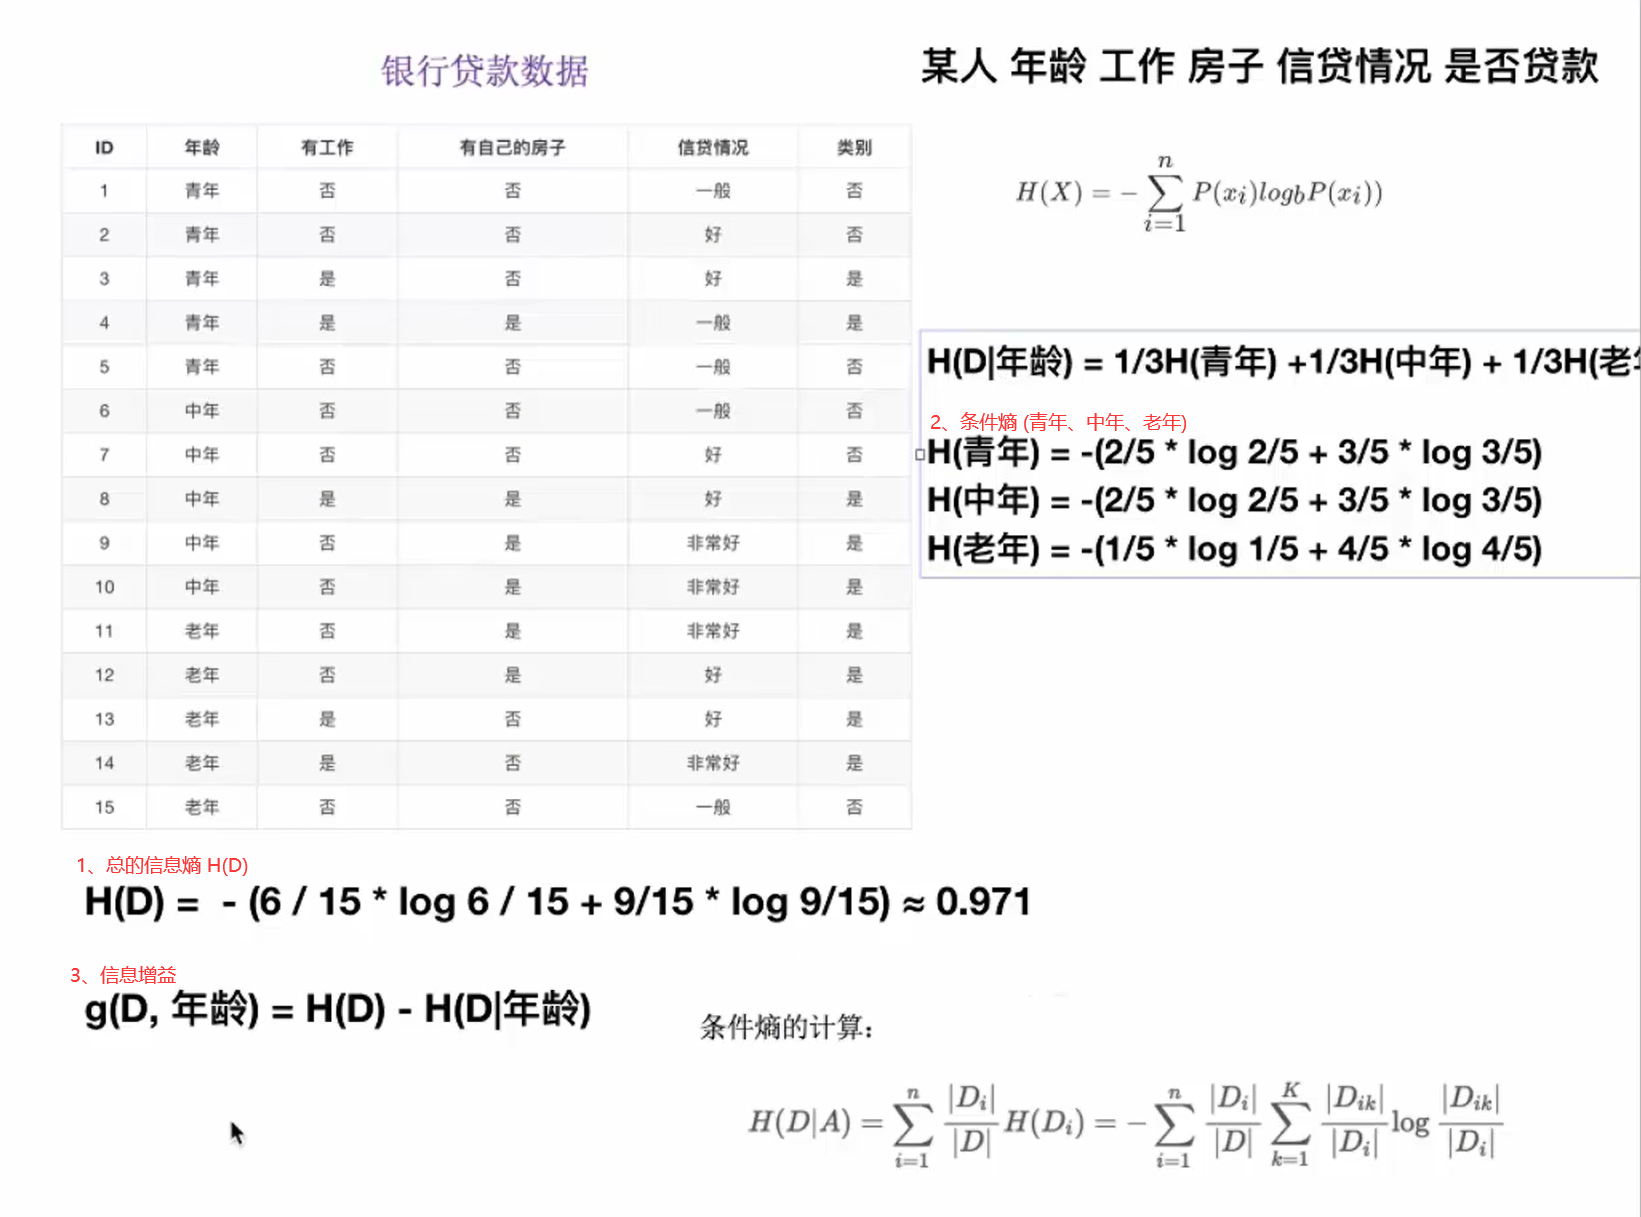 银行贷款数据
某人 年龄 工作 房子 信贷情况 是否贷款
ID 年龄 有工作 有自己的房子 信贷情况 类别
1 青年 否 否 一般 否
2 青年 否 否 好 否
3 青年 是 否 好 是
4 青年 是 是 一般 是
5 青年 否 否 一般 否
6 中年 否 否 一般 否
7 中年 否 否 好 否
8 中年 是 是 好 是
9 中年 否 是 非常好 是
10 中年 否 是 非常好 是
11 老年 否 是 非常好 是
12 老年 否 是 好 是
13 老年 是 否 好 是
14 老年 是 否 非常好 是
15 老年 否 否 一般 否
H(X) = − ∑_{i=1}^{n} P(x_i)log_b P(x_i))
H(D|年龄) = 1/3H(青年) +1/3H(中年) + 1/3H(老
2、条件熵 (青年、中年、老年)
H(青年) = -(2/5 * log 2/5 + 3/5 * log 3/5)
H(中年) = -(2/5 * log 2/5 + 3/5 * log 3/5)
H(老年) = -(1/5 * log 1/5 + 4/5 * log 4/5)
1、总的信息熵 H(D)
H(D) = - (6 / 15 * log 6 / 15 + 9/15 * log 9/15) ≈ 0.971
3、信息增益
g(D, 年龄) = H(D) - H(D|年龄)
条件熵的计算：
H(D|A) = ∑_{i=1}^{n} |D_i|/|D| H(D_i) = − ∑_{i=1}^{n} |D_i|/|D| ∑_{k=1}^{K} |D_{ik}|/|D_i| log |D_{ik}|/|D_i|